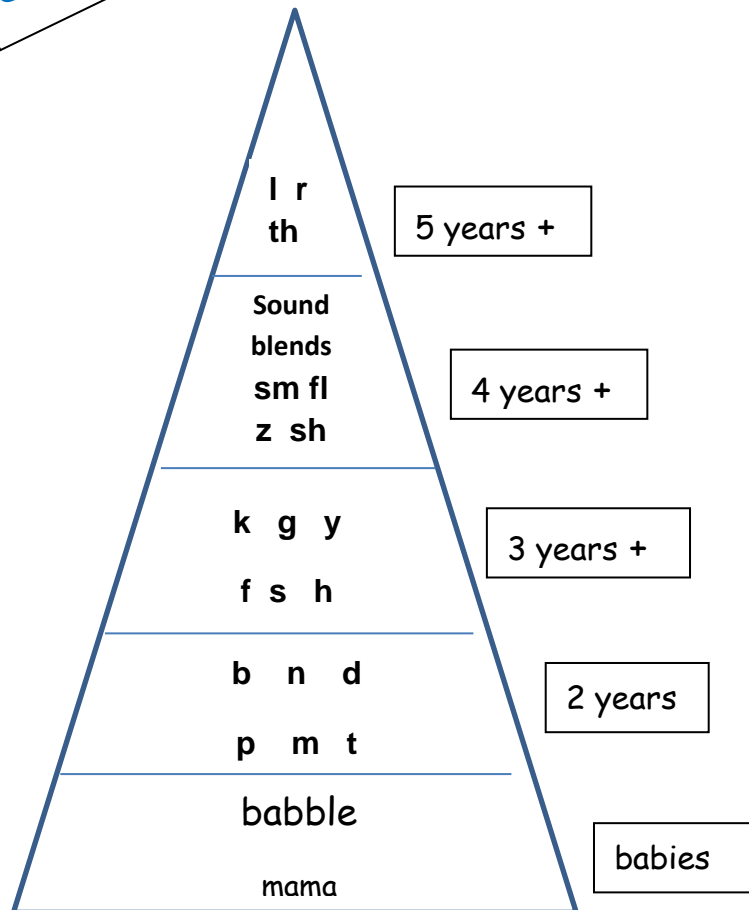 l r
th
5 years +
Sound
blends
sm fl
z sh
4 years +
k g y
f s h
3 years +
b n d
p m t
2 years
babble
mama
babies